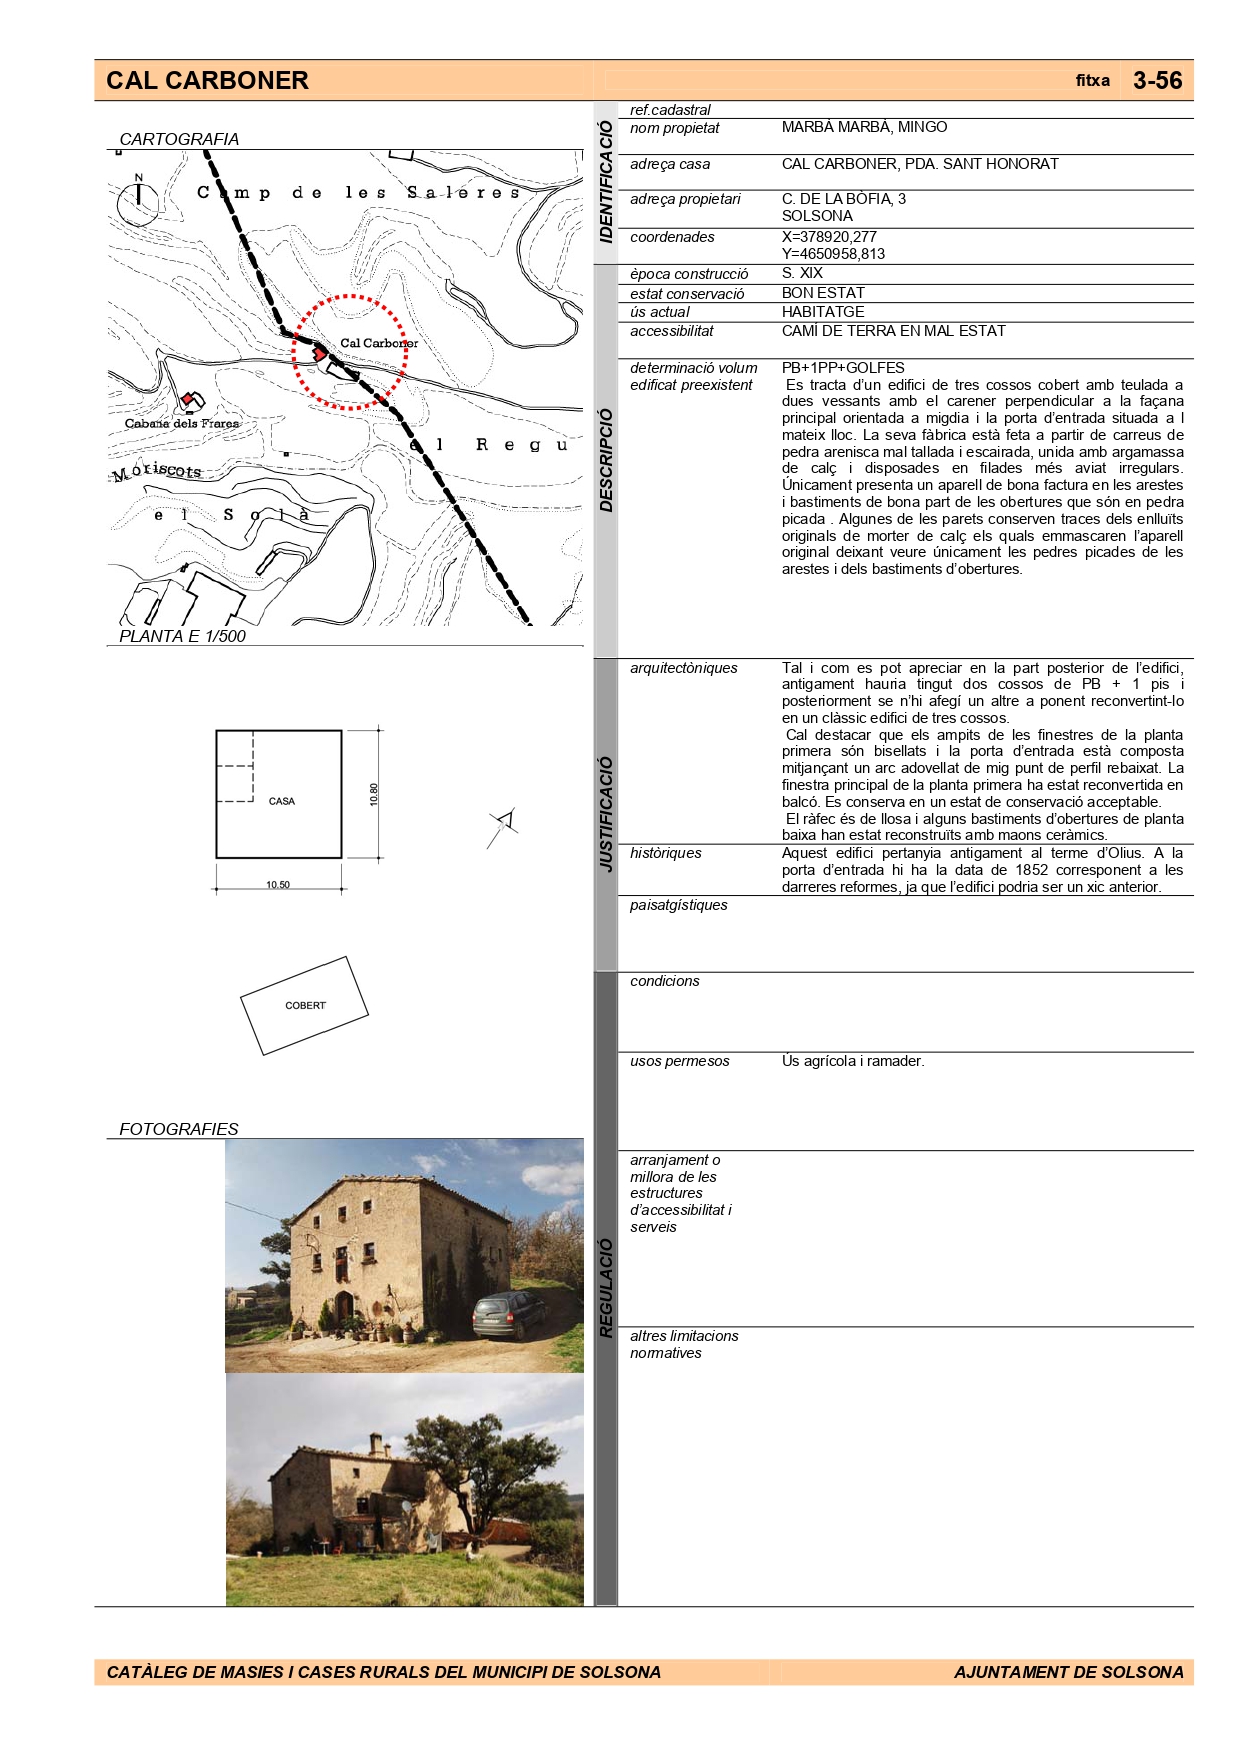 CAL CARBONER
fitxa 3-56
CARTOGRAFIA
N
Camp de les Saleres
Cal Carboner
Cabana dels Frares
el Regu
Moriscots
el Solà
PLANTA E 1/500
CASA
10.80
10.50
COBERT
FOTOGRAFIES
IDENTIFICACIÓ
ref.cadastral
nom propietat MARBÀ MARBÀ, MINGO
adreça casa CAL CARBONER, PDA. SANT HONORAT
adreça propietari C. DE LA BÒFIA, 3
SOLSONA
coordenades X=378920,277
Y=4650958,813
DESCRIPCIÓ
època construcció S. XIX
estat conservació BON ESTAT
ús actual HABITATGE
accessibilitat CAMÍ DE TERRA EN MAL ESTAT
determinació volum PB+1PP+GOLFES
edificat preexistent Es tracta d’un edifici de tres cossos cobert amb teulada a
dues vessants amb el carener perpendicular a la façana
principal orientada a migdia i la porta d’entrada situada a l
mateix lloc. La seva fàbrica està feta a partir de carreus de
pedra arenisca mal tallada i escairada, unida amb argamassa
de calç i disposades en filades més aviat irregulars.
Únicament presenta un aparell de bona factura en les arestes
i bastiments de bona part de les obertures que són en pedra
picada . Algunes de les parets conserven traces dels enlluïts
originals de morter de calç els quals emmascaren l’aparell
original deixant veure únicament les pedres picades de les
arestes i dels bastiments d’obertures.
JUSTIFICACIÓ
arquitectòniques Tal i com es pot apreciar en la part posterior de l’edifici,
antigament hauria tingut dos cossos de PB + 1 pis i
posteriorment se n’hi afegí un altre a ponent reconvertint-lo
en un clàssic edifici de tres cossos.
Cal destacar que els ampits de les finestres de la planta
primera són bisellats i la porta d’entrada està composta
mitjançant un arc adovellat de mig punt de perfil rebaixat. La
finestra principal de la planta primera ha estat reconvertida en
balcó. Es conserva en un estat de conservació acceptable.
El ràfec és de llosa i alguns bastiments d’obertures de planta
baixa han estat reconstruïts amb maons ceràmics.
històriques Aquest edifici pertanyia antigament al terme d’Olius. A la
porta d’entrada hi ha la data de 1852 corresponent a les
darreres reformes, ja que l’edifici podria ser un xic anterior.
paisatgístiques
REGULACIÓ
condicions
usos permesos Ús agrícola i ramader.
arranjament o
millora de les
estructures
d’accessibilitat i
serveis
altres limitacions
normatives
CATÀLEG DE MASIES I CASES RURALS DEL MUNICIPI DE SOLSONA
AJUNTAMENT DE SOLSONA